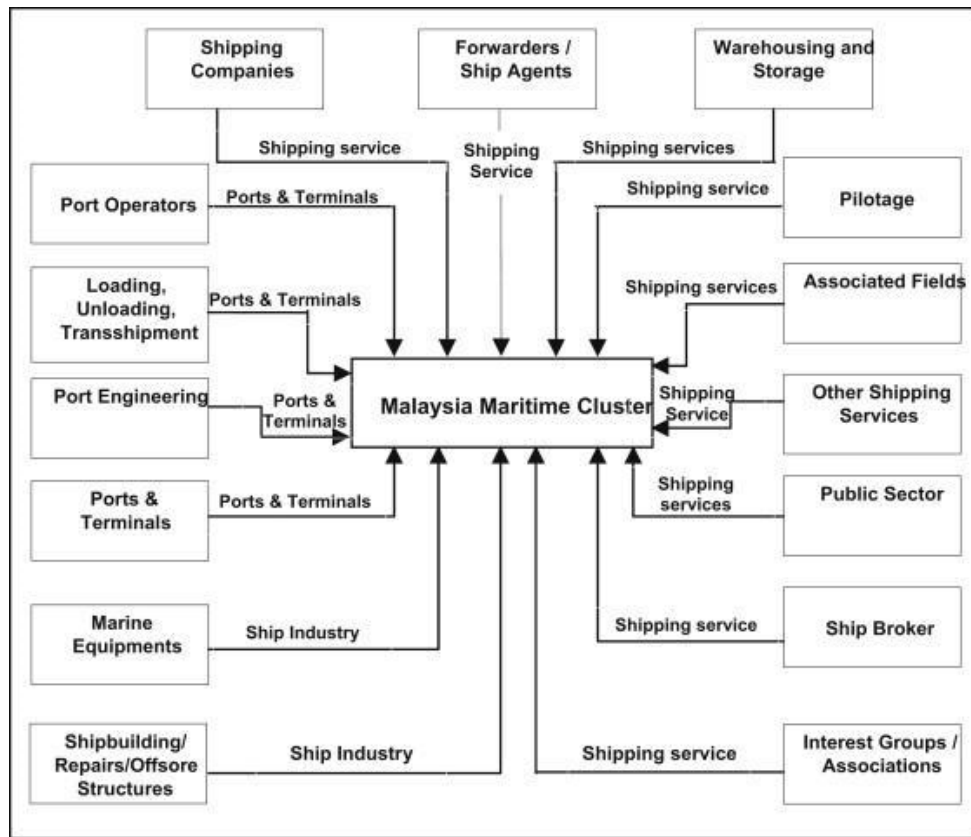 Shipping
Companies
Forwarders /
Ship Agents
Warehousing and
Storage
Shipping service
Shipping
Service
Shipping services
Port Operators
Ports & Terminals
Shipping service
Pilotage
Loading,
Unloading,
Transshipment
Ports & Terminals
Shipping services
Associated Fields
Port Engineering
Ports &
Terminals
Malaysia Maritime Cluster
Shipping
Service
Other Shipping
Services
Ports &
Terminals
Ports & Terminals
Shipping
services
Public Sector
Marine
Equipments
Ship Industry
Shipping service
Ship Broker
Shipbuilding/
Repairs/Offsore
Structures
Ship Industry
Shipping service
Interest Groups /
Associations